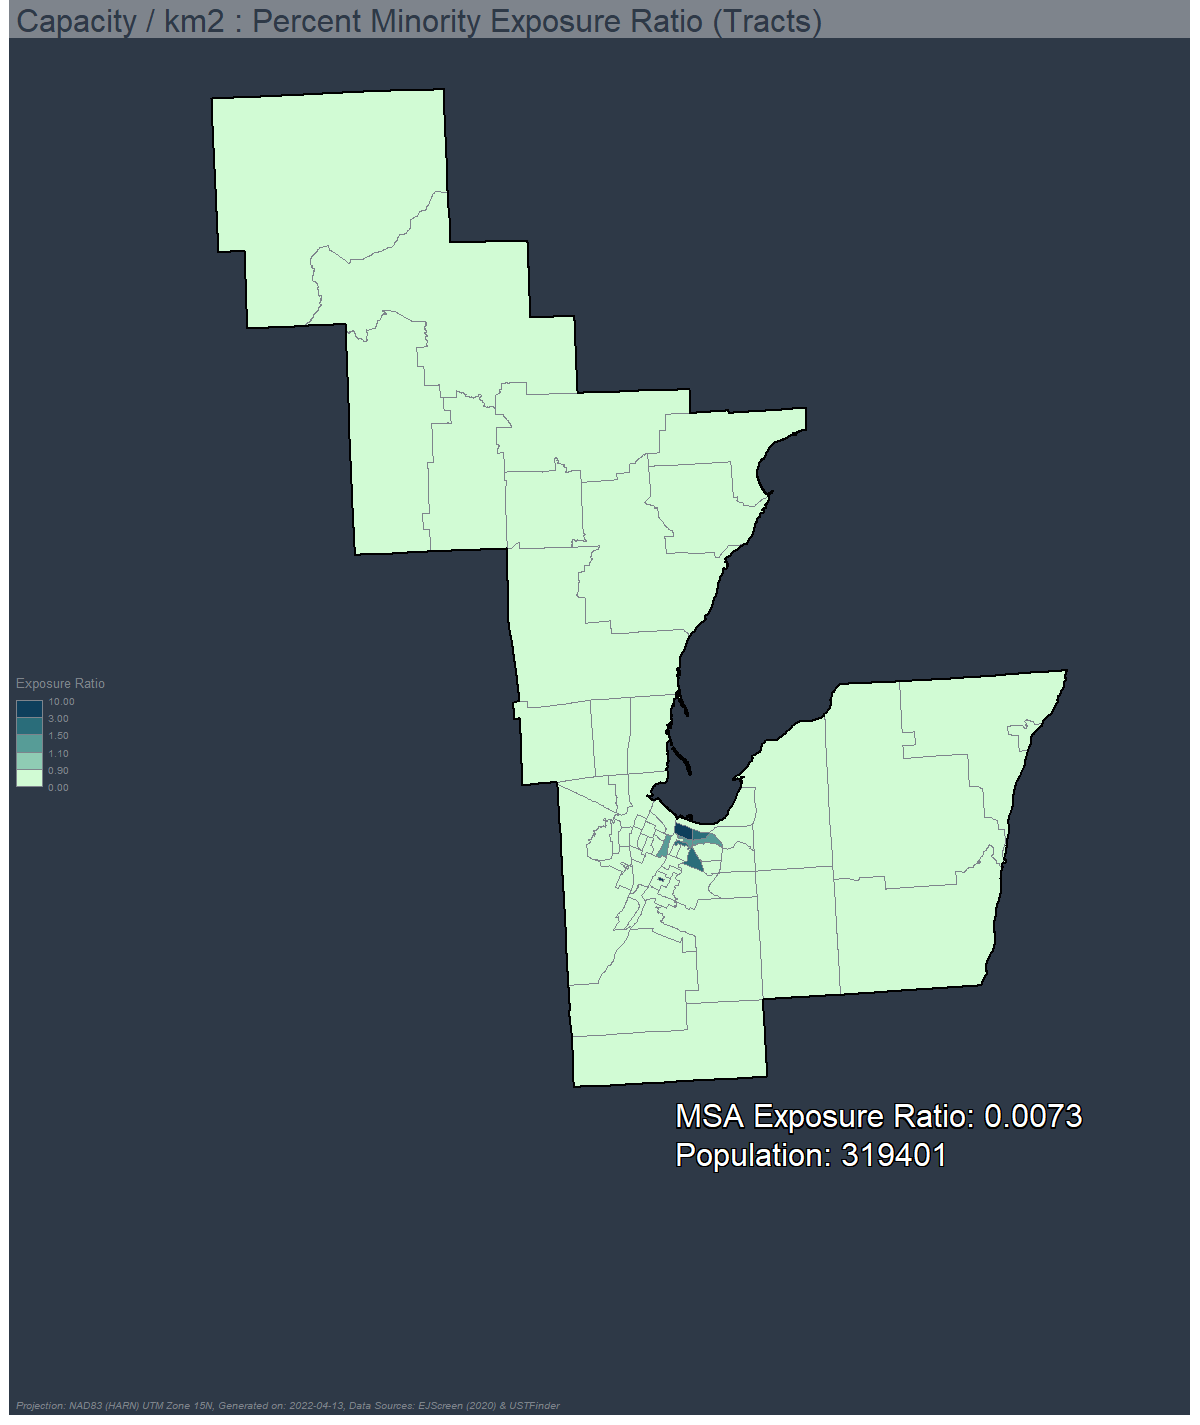 Capacity / km2 : Percent Minority Exposure Ratio (Tracts)
Exposure Ratio
10.00
3.00
1.50
1.10
0.90
0.00
MSA Exposure Ratio: 0.0073
Population: 319401
Projection: NAD83 (HARN) UTM Zone 15N, Generated on: 2022-04-13, Data Sources: EJScreen (2020) & USTFinder